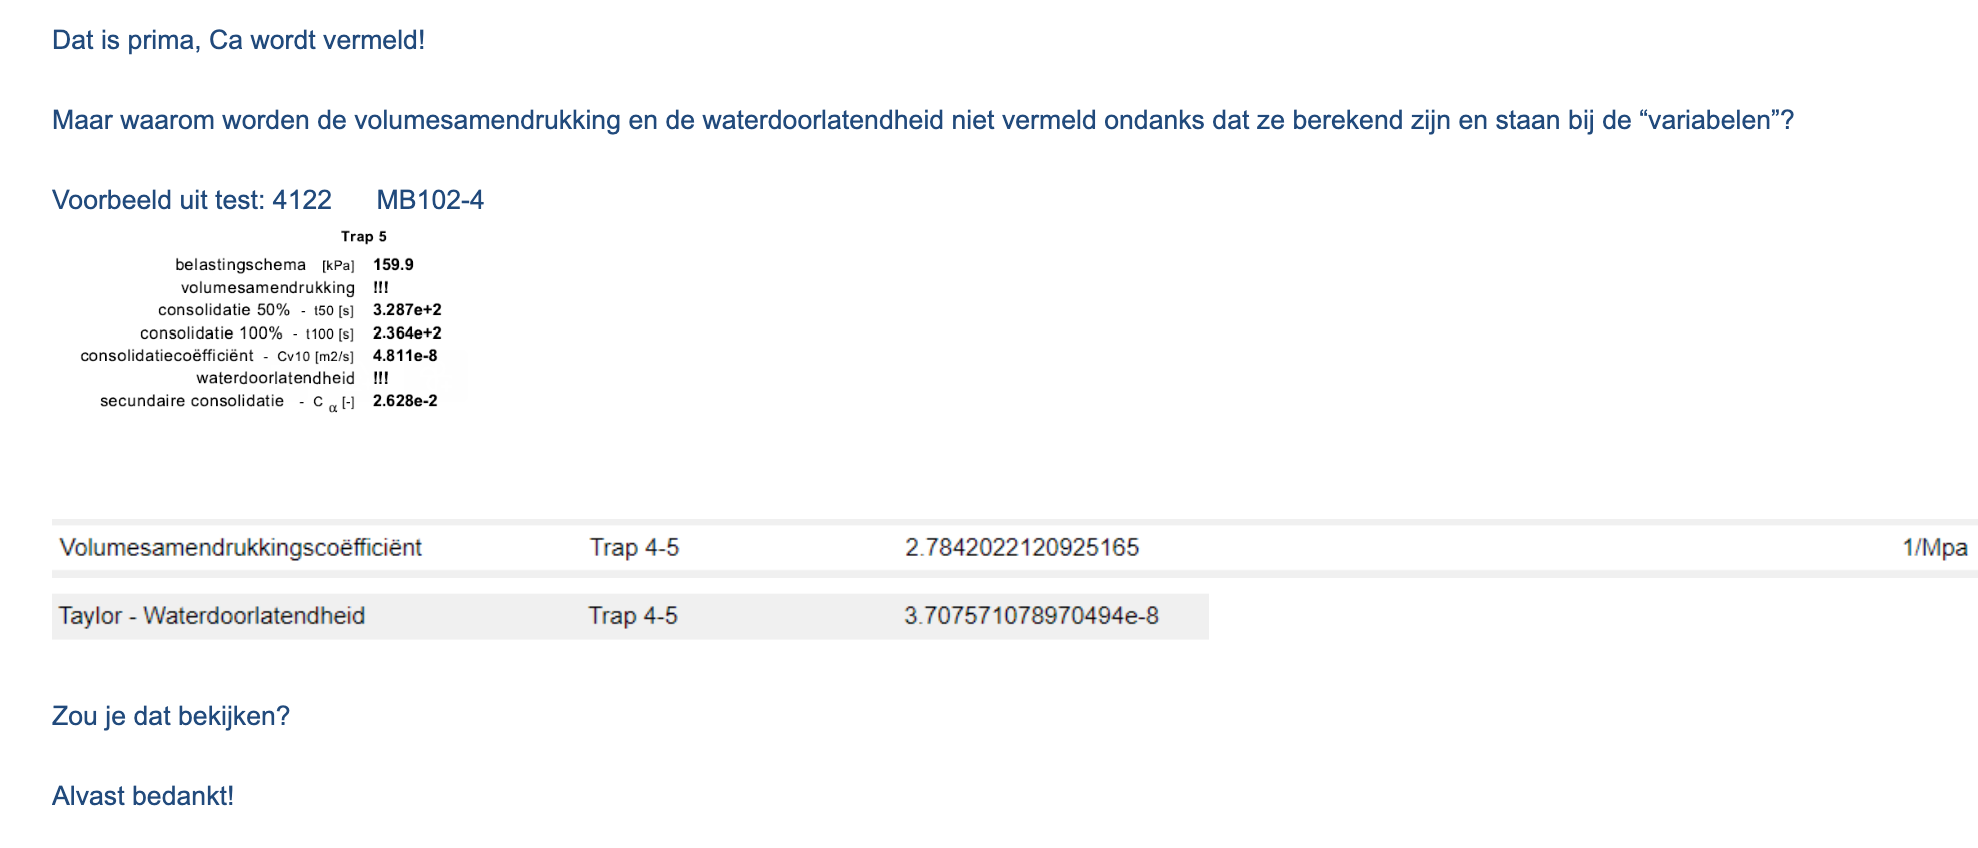 Dat is prima, Ca wordt vermeld!
Maar waarom worden de volumesamendrukking en de waterdoorlatendheid niet vermeld ondanks dat ze berekend zijn en staan bij de “variabelen”?
Voorbeeld uit test: 4122 MB102-4
Trap 5
belastingschema [kPa] 159.9
volumesamendrukking !!!
consolidatie 50% - t50 [s] 3.287e+2
consolidatie 100% - t100 [s] 2.364e+2
consolidatiecoëfficiënt - Cv10 [m2/s] 4.811e-8
waterdoorlatendheid !!!
secundaire consolidatie - C α [-] 2.628e-2
Volumesamendrukkingscoëfficiënt Trap 4-5 2.7842022120925165 1/Mpa
Taylor - Waterdoorlatendheid Trap 4-5 3.707571078970494e-8
Zou je dat bekijken?
Alvast bedankt!